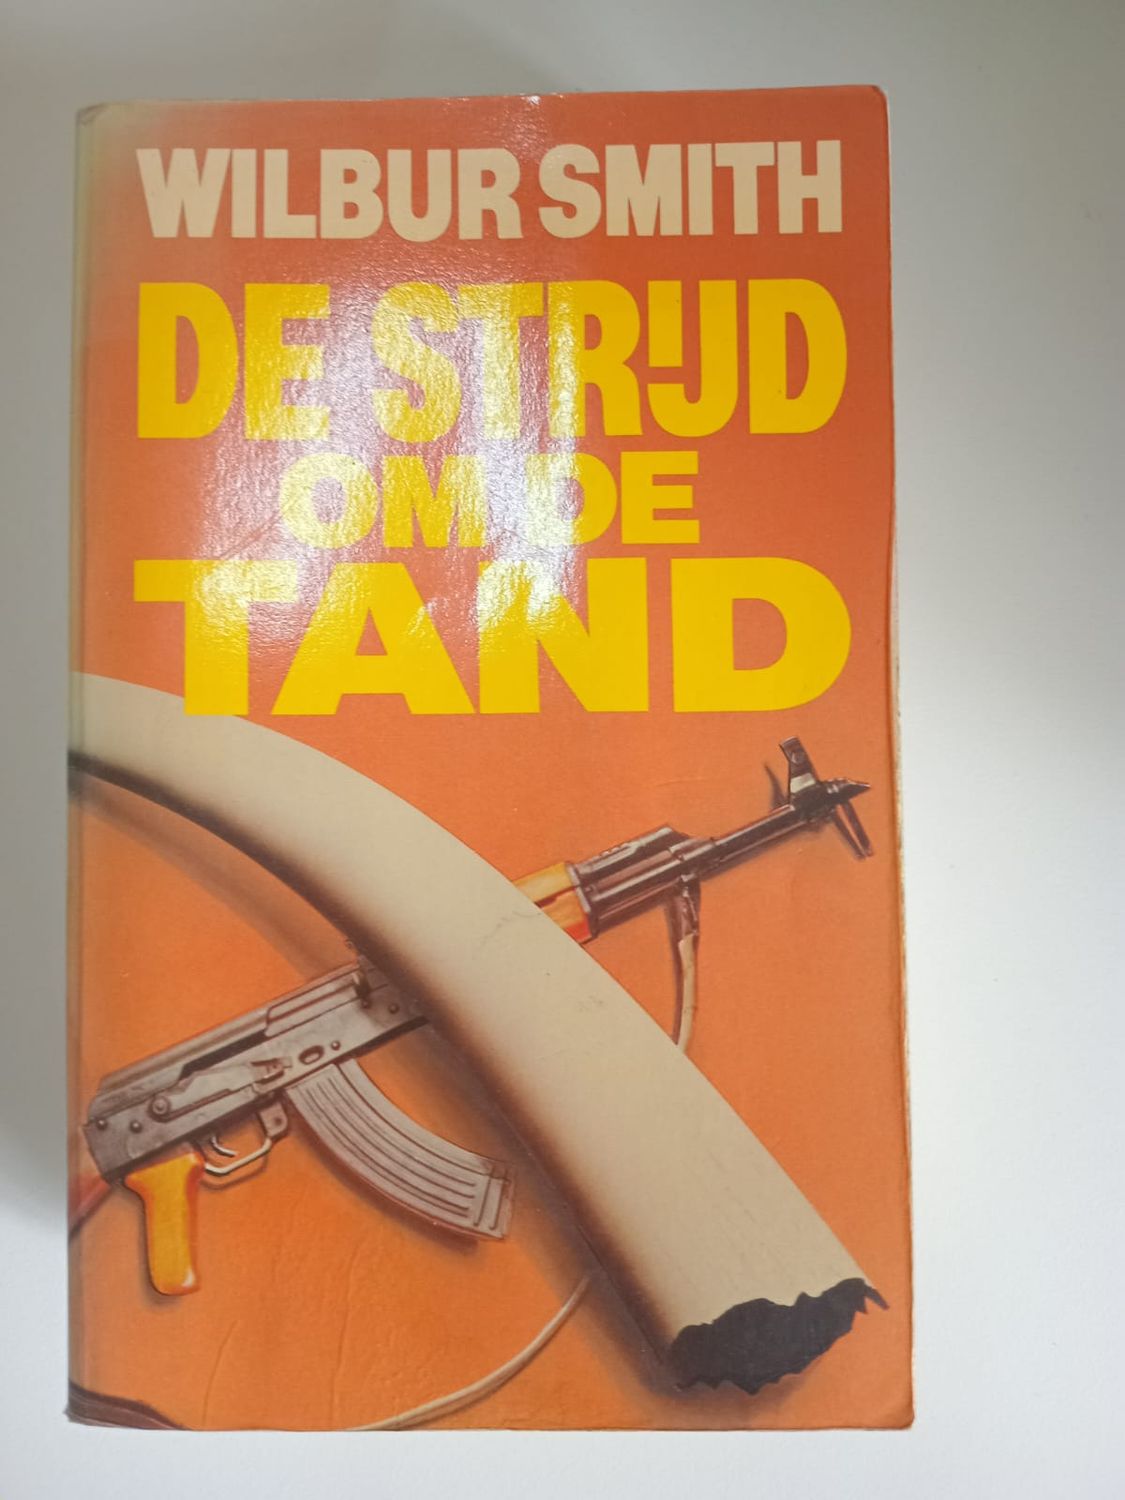 WILBUR SMITH
DE STRIJD
OM DE
TAND